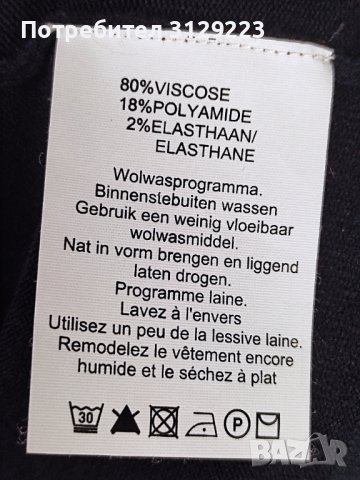 Потребител 3129223
80%VISCOSE
18%POLYAMIDE
2%ELASTHAAN/
ELASTHANE
Wolwasprogramma.
Binnenstebuiten wassen
Gebruik een weinig vloeibaar
wolwasmiddel.
Nat in vorm brengen en liggend
laten drogen.
Programme laine.
Lavez à l'envers
Utilisez un peu de la lessive laine.
Remodelez le vêtement encore
humide et le séchez à plat
30 P
BAZAR